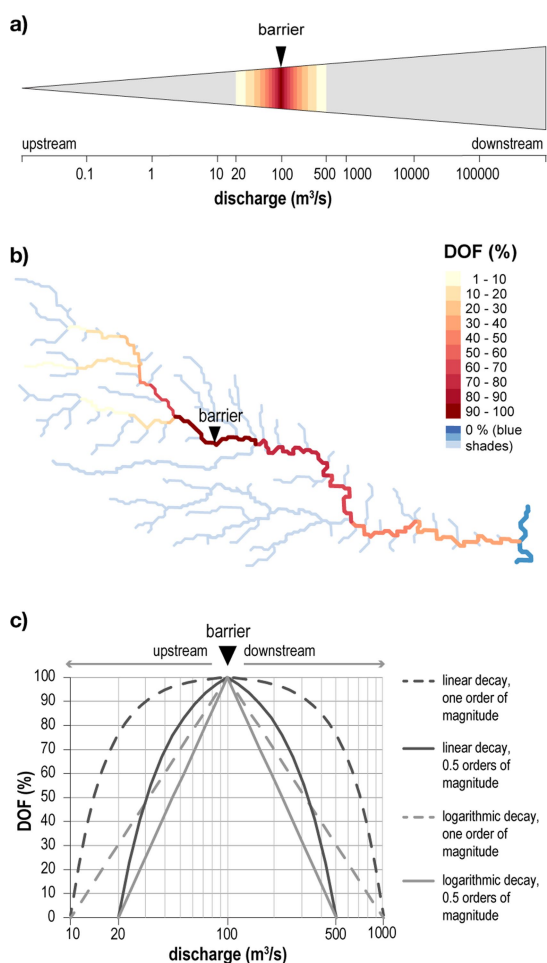 a)
barrier
upstream
downstream
0.1 1 10 20 100 500 1000 10000 100000
discharge (m³/s)
b)
DOF (%)
1 - 10
10 - 20
20 - 30
30 - 40
40 - 50
50 - 60
60 - 70
70 - 80
80 - 90
90 - 100
0 % (blue
shades)
barrier
c)
barrier
upstream
downstream
100
90
80
70
60
50
40
30
20
10
0
DOF (%)
10 20 100 500 1000
discharge (m³/s)
linear decay,
one order of
magnitude
linear decay,
0.5 orders of
magnitude
logarithmic decay,
one order of
magnitude
logarithmic decay,
0.5 orders of
magnitude